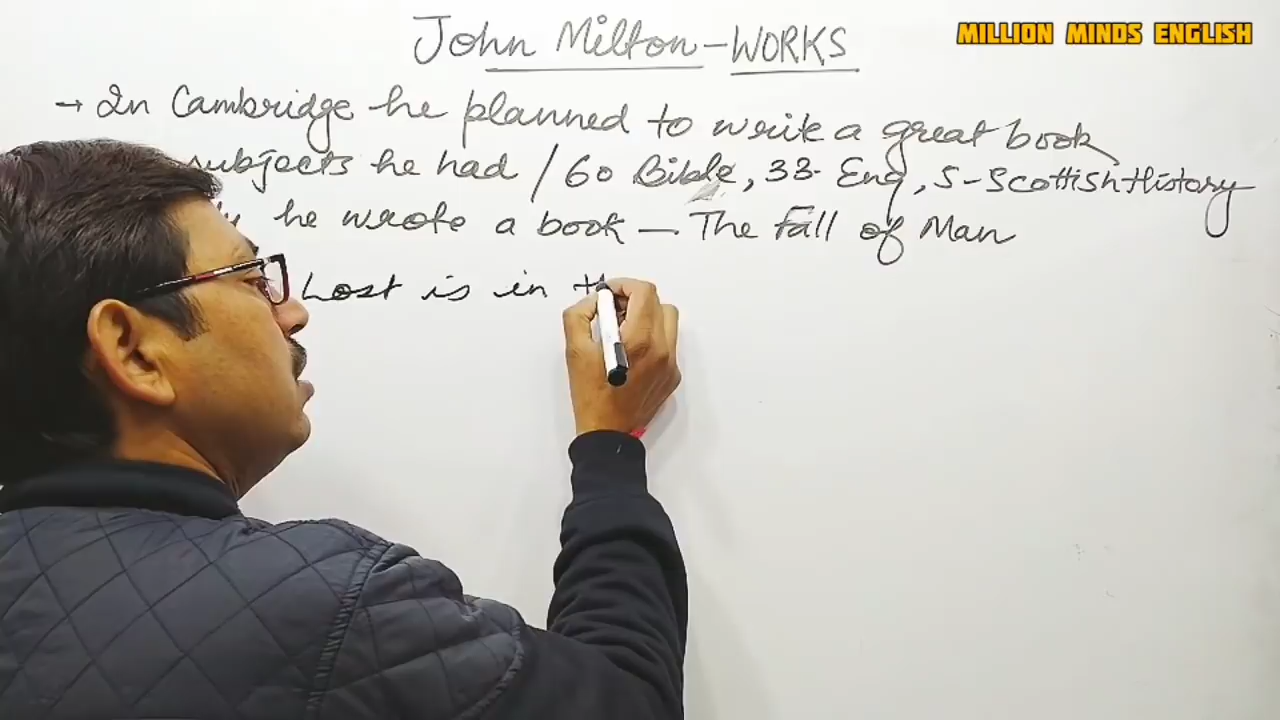 John Milton - WORKS
MILLION MINDS ENGLISH
→ In Cambridge he planned to write a great book
subjects he had / 60 Bible, 33- Eng, 5-Scottish History
he wrote a book — The Fall of Man
Lost is in